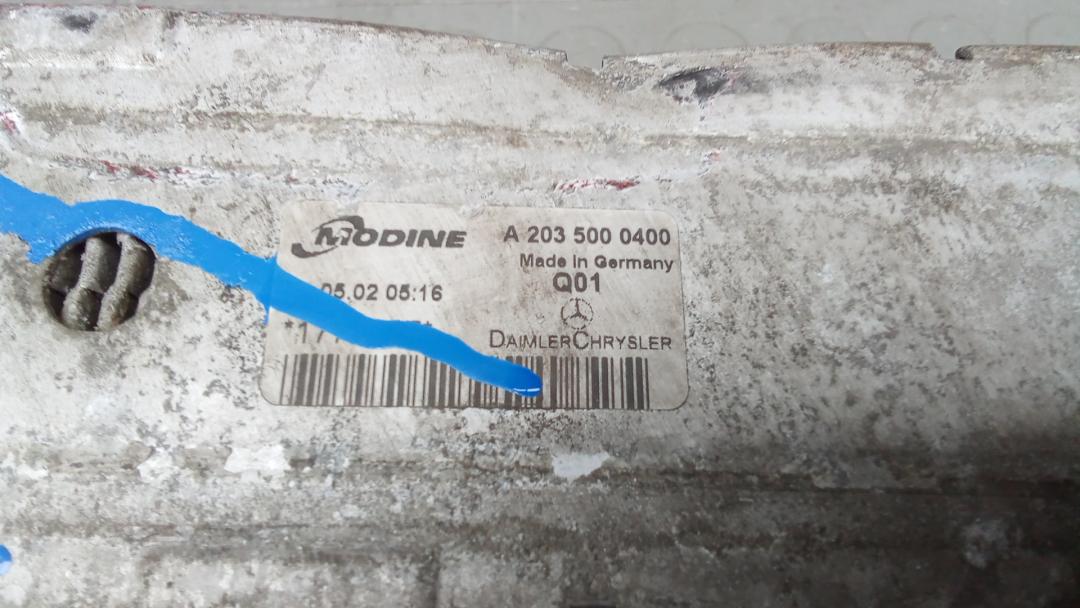 MODINE
A 203 500 0400
Made in Germany
Q01
05.02 05:16
DAIMLERCHRYSLER